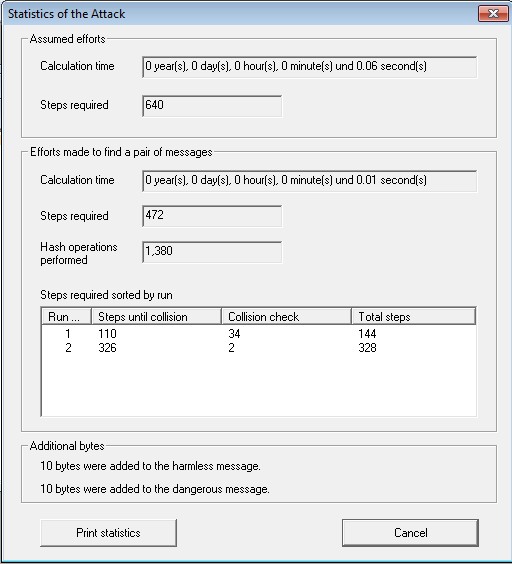 Statistics of the Attack
Assumed efforts
Calculation time 0 year(s), 0 day(s), 0 hour(s), 0 minute(s) und 0.06 second(s)
Steps required 640
Efforts made to find a pair of messages
Calculation time 0 year(s), 0 day(s), 0 hour(s), 0 minute(s) und 0.01 second(s)
Steps required 472
Hash operations
performed 1,380
Steps required sorted by run
Run ... Steps until collision Collision check Total steps
1 110 34 144
2 326 2 328
Additional bytes
10 bytes were added to the harmless message.
10 bytes were added to the dangerous message.
Print statistics Cancel